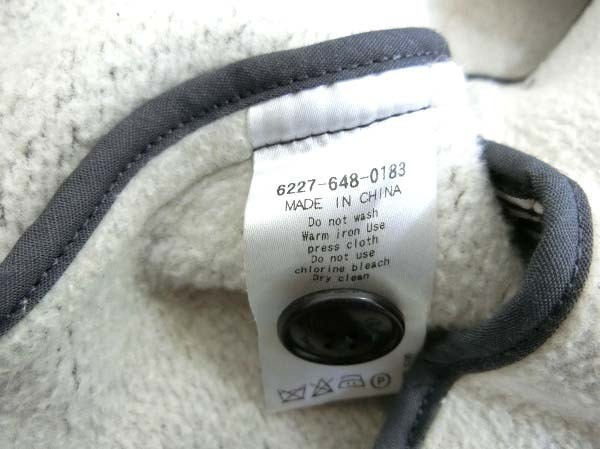 6227-648-0183
MADE IN CHINA
Do not wash
Warm iron Use
press cloth
Do not use
chlorine bleach
Dry clean
P